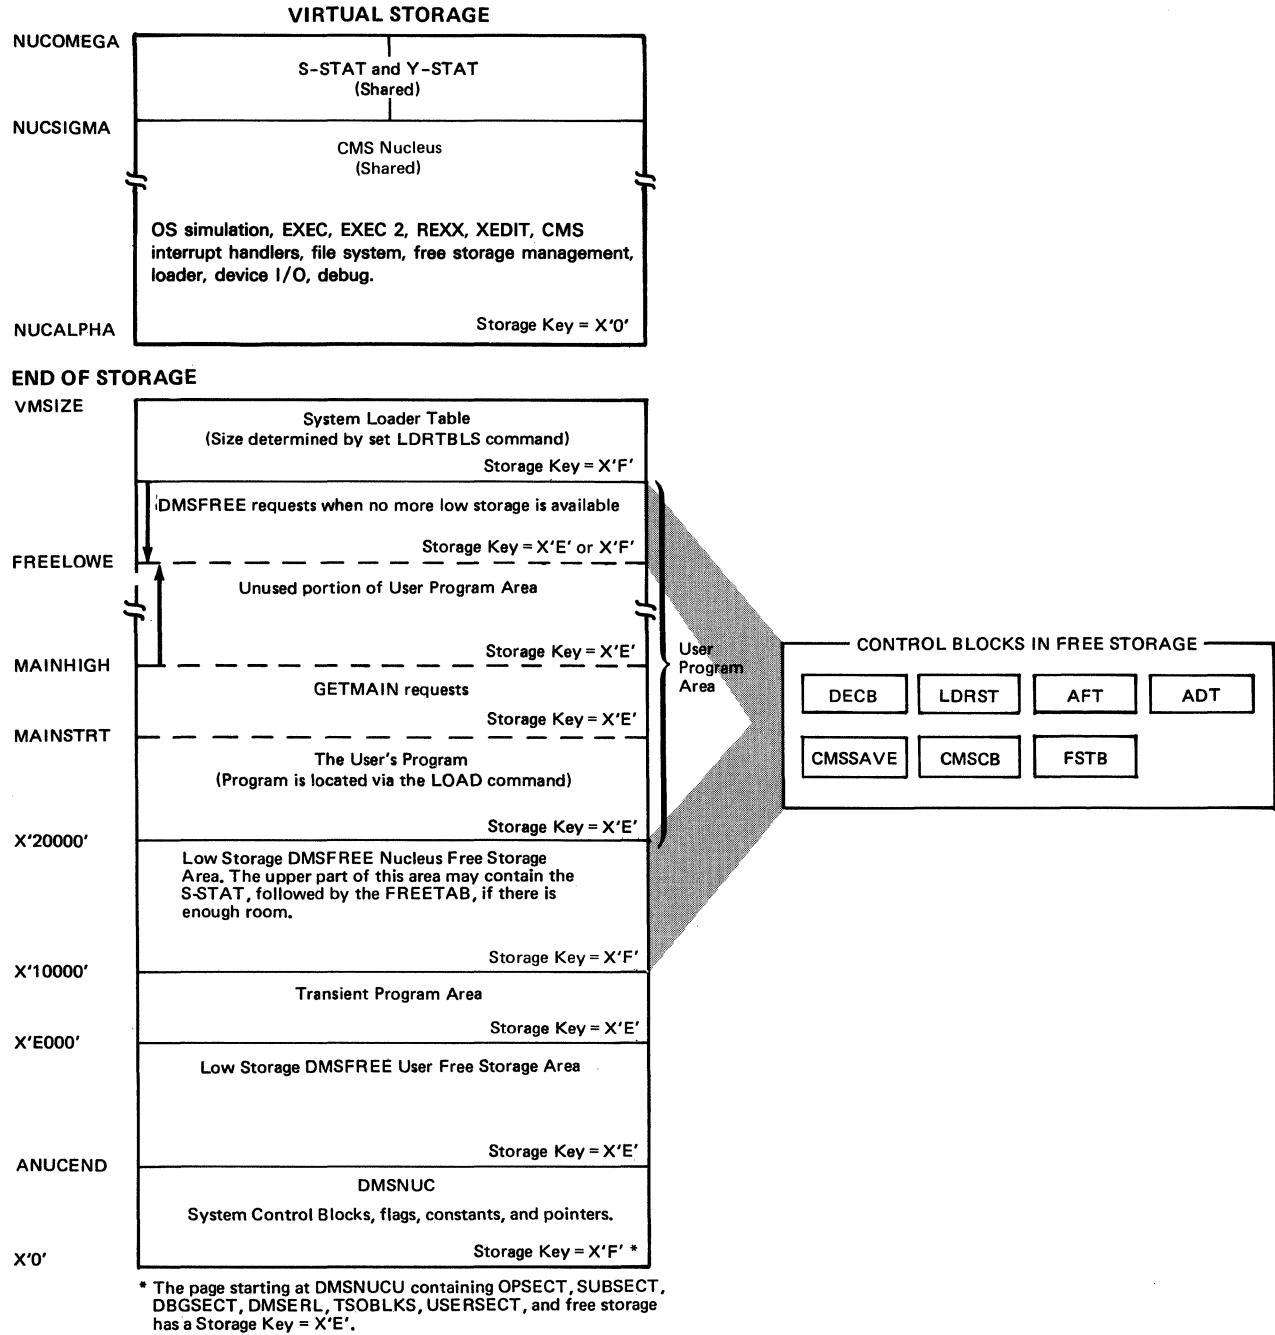 VIRTUAL STORAGE
NUCOMEGA
S-STAT and Y-STAT
(Shared)
NUCSIGMA
CMS Nucleus
(Shared)
OS simulation, EXEC, EXEC 2, REXX, XEDIT, CMS
interrupt handlers, file system, free storage management,
loader, device I/O, debug.
Storage Key = X'0'
NUCALPHA
END OF STORAGE
VMSIZE
System Loader Table
(Size determined by set LDRTBLS command)
Storage Key = X'F'
DMSFREE requests when no more low storage is available
Storage Key = X'E' or X'F'
FREELOWE
Unused portion of User Program Area
Storage Key = X'E'
MAINHIGH
GETMAIN requests
Storage Key = X'E'
MAINSTRT
The User's Program
(Program is located via the LOAD command)
Storage Key = X'E'
User
Program
Area
CONTROL BLOCKS IN FREE STORAGE
DECB LDRST AFT ADT
CMSSAVE CMSCB FSTB
X'20000'
Low Storage DMSFREE Nucleus Free Storage
Area. The upper part of this area may contain the
S-STAT, followed by the FREETAB, if there is
enough room.
Storage Key = X'F'
X'10000'
Transient Program Area
Storage Key = X'E'
X'E000'
Low Storage DMSFREE User Free Storage Area
Storage Key = X'E'
ANUCEND
DMSNUC
System Control Blocks, flags, constants, and pointers.
Storage Key = X'F' *
X'0'
* The page starting at DMSNUCU containing OPSECT, SUBSECT,
DBGSECT, DMSERL, TSOBLKS, USERSECT, and free storage
has a Storage Key = X'E'.